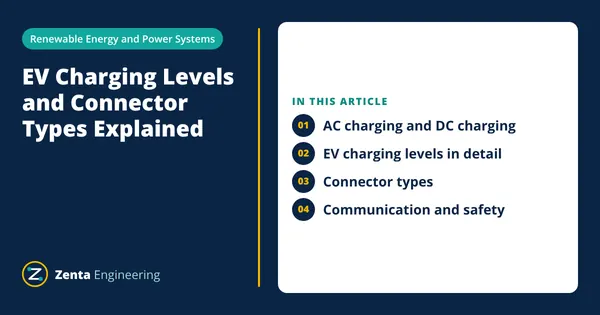 Renewable Energy and Power Systems
EV Charging Levels
and Connector
Types Explained
Zenta Engineering
IN THIS ARTICLE
01 AC charging and DC charging
02 EV charging levels in detail
03 Connector types
04 Communication and safety